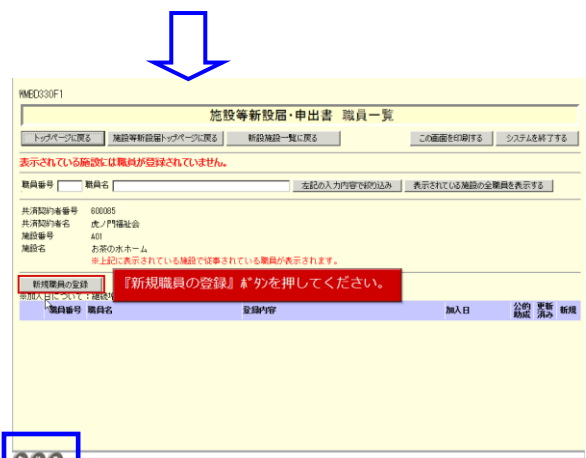 WMED330F1
施設等新設届・申出書 職員一覧
トップページに戻る 施設等新設届トップページに戻る 新設施設一覧に戻る この画面を印刷する システムを終了する
表示されている施設には職員が登録されていません。
職員番号 職員名 左記の入力内容で絞り込み 表示されている施設の全職員を表示する
共済契約者番号 600085
共済契約者名 虎ノ門福祉会
施設番号 A01
施設名 お茶の水ホーム
※上記に表示されている施設で従事されている職員が表示されます。
新規職員の登録 『新規職員の登録』ボタンを押してください。
※加入日について:継続
職員番号 職員名 登録内容 加入日 公的助成 更新済み 新規